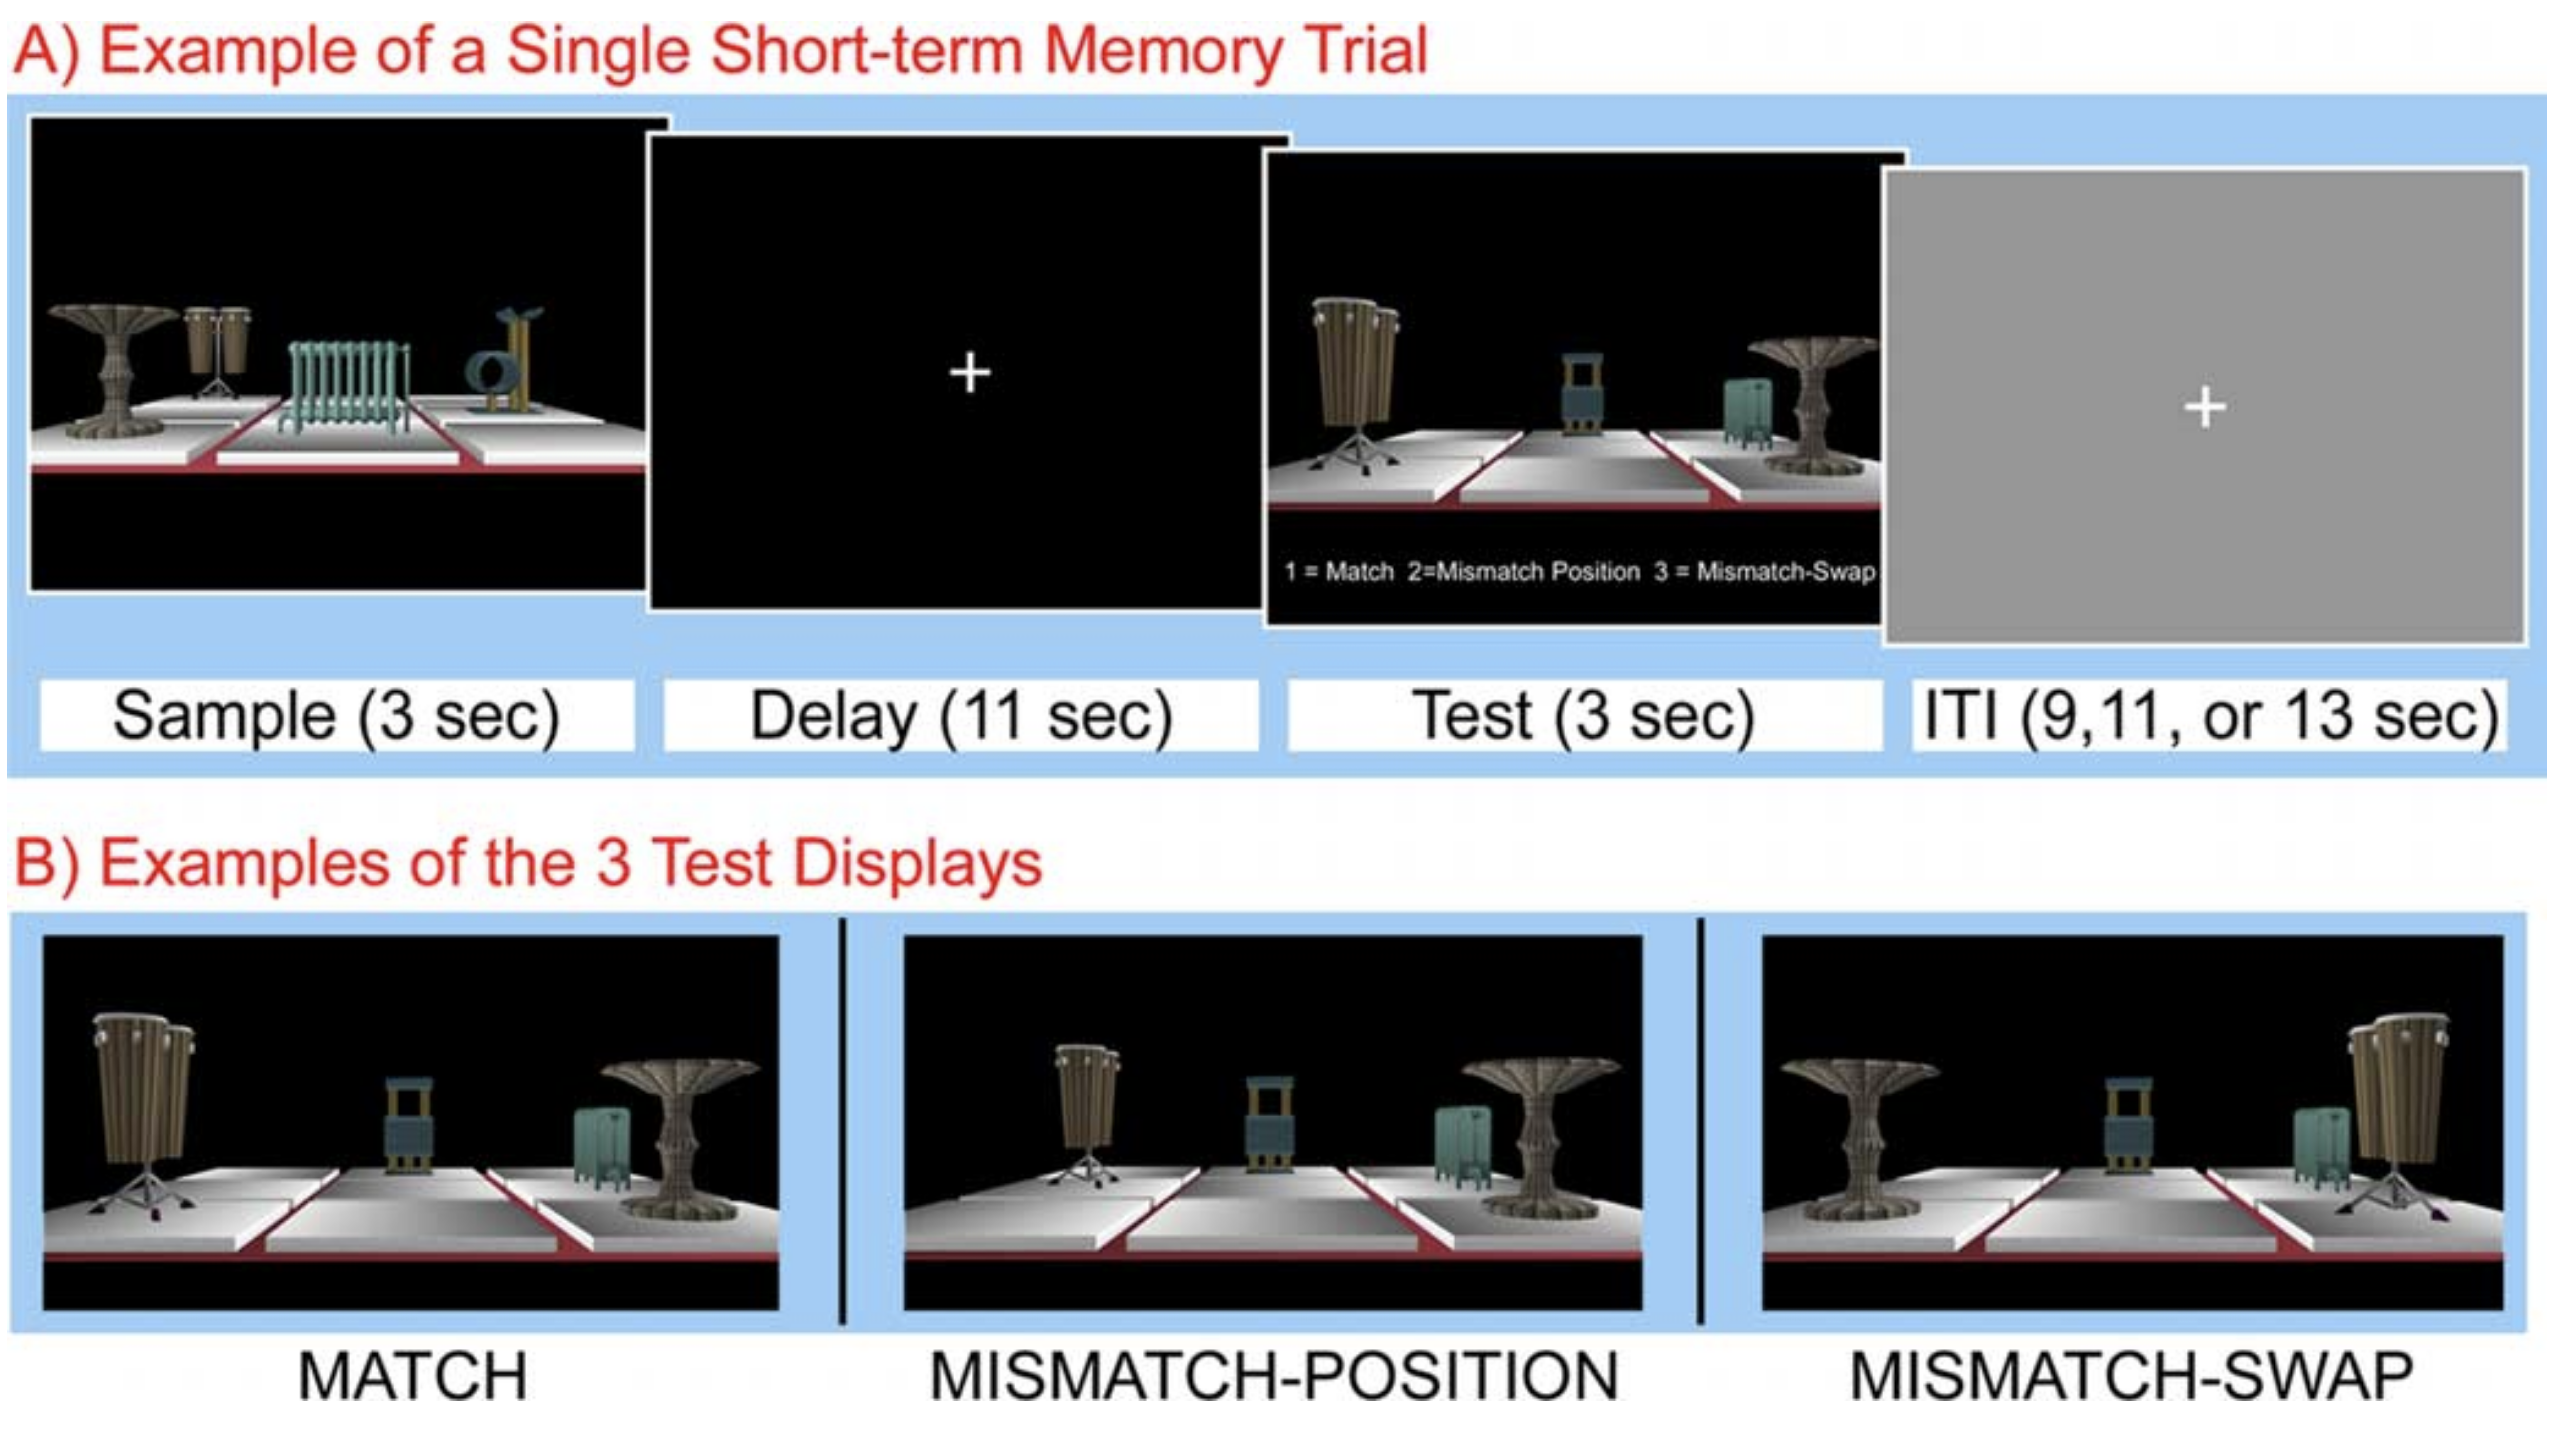 A) Example of a Single Short-term Memory Trial
1 = Match 2=Mismatch Position 3 = Mismatch-Swap
Sample (3 sec)
Delay (11 sec)
Test (3 sec)
ITI (9,11, or 13 sec)
B) Examples of the 3 Test Displays
MATCH
MISMATCH-POSITION
MISMATCH-SWAP